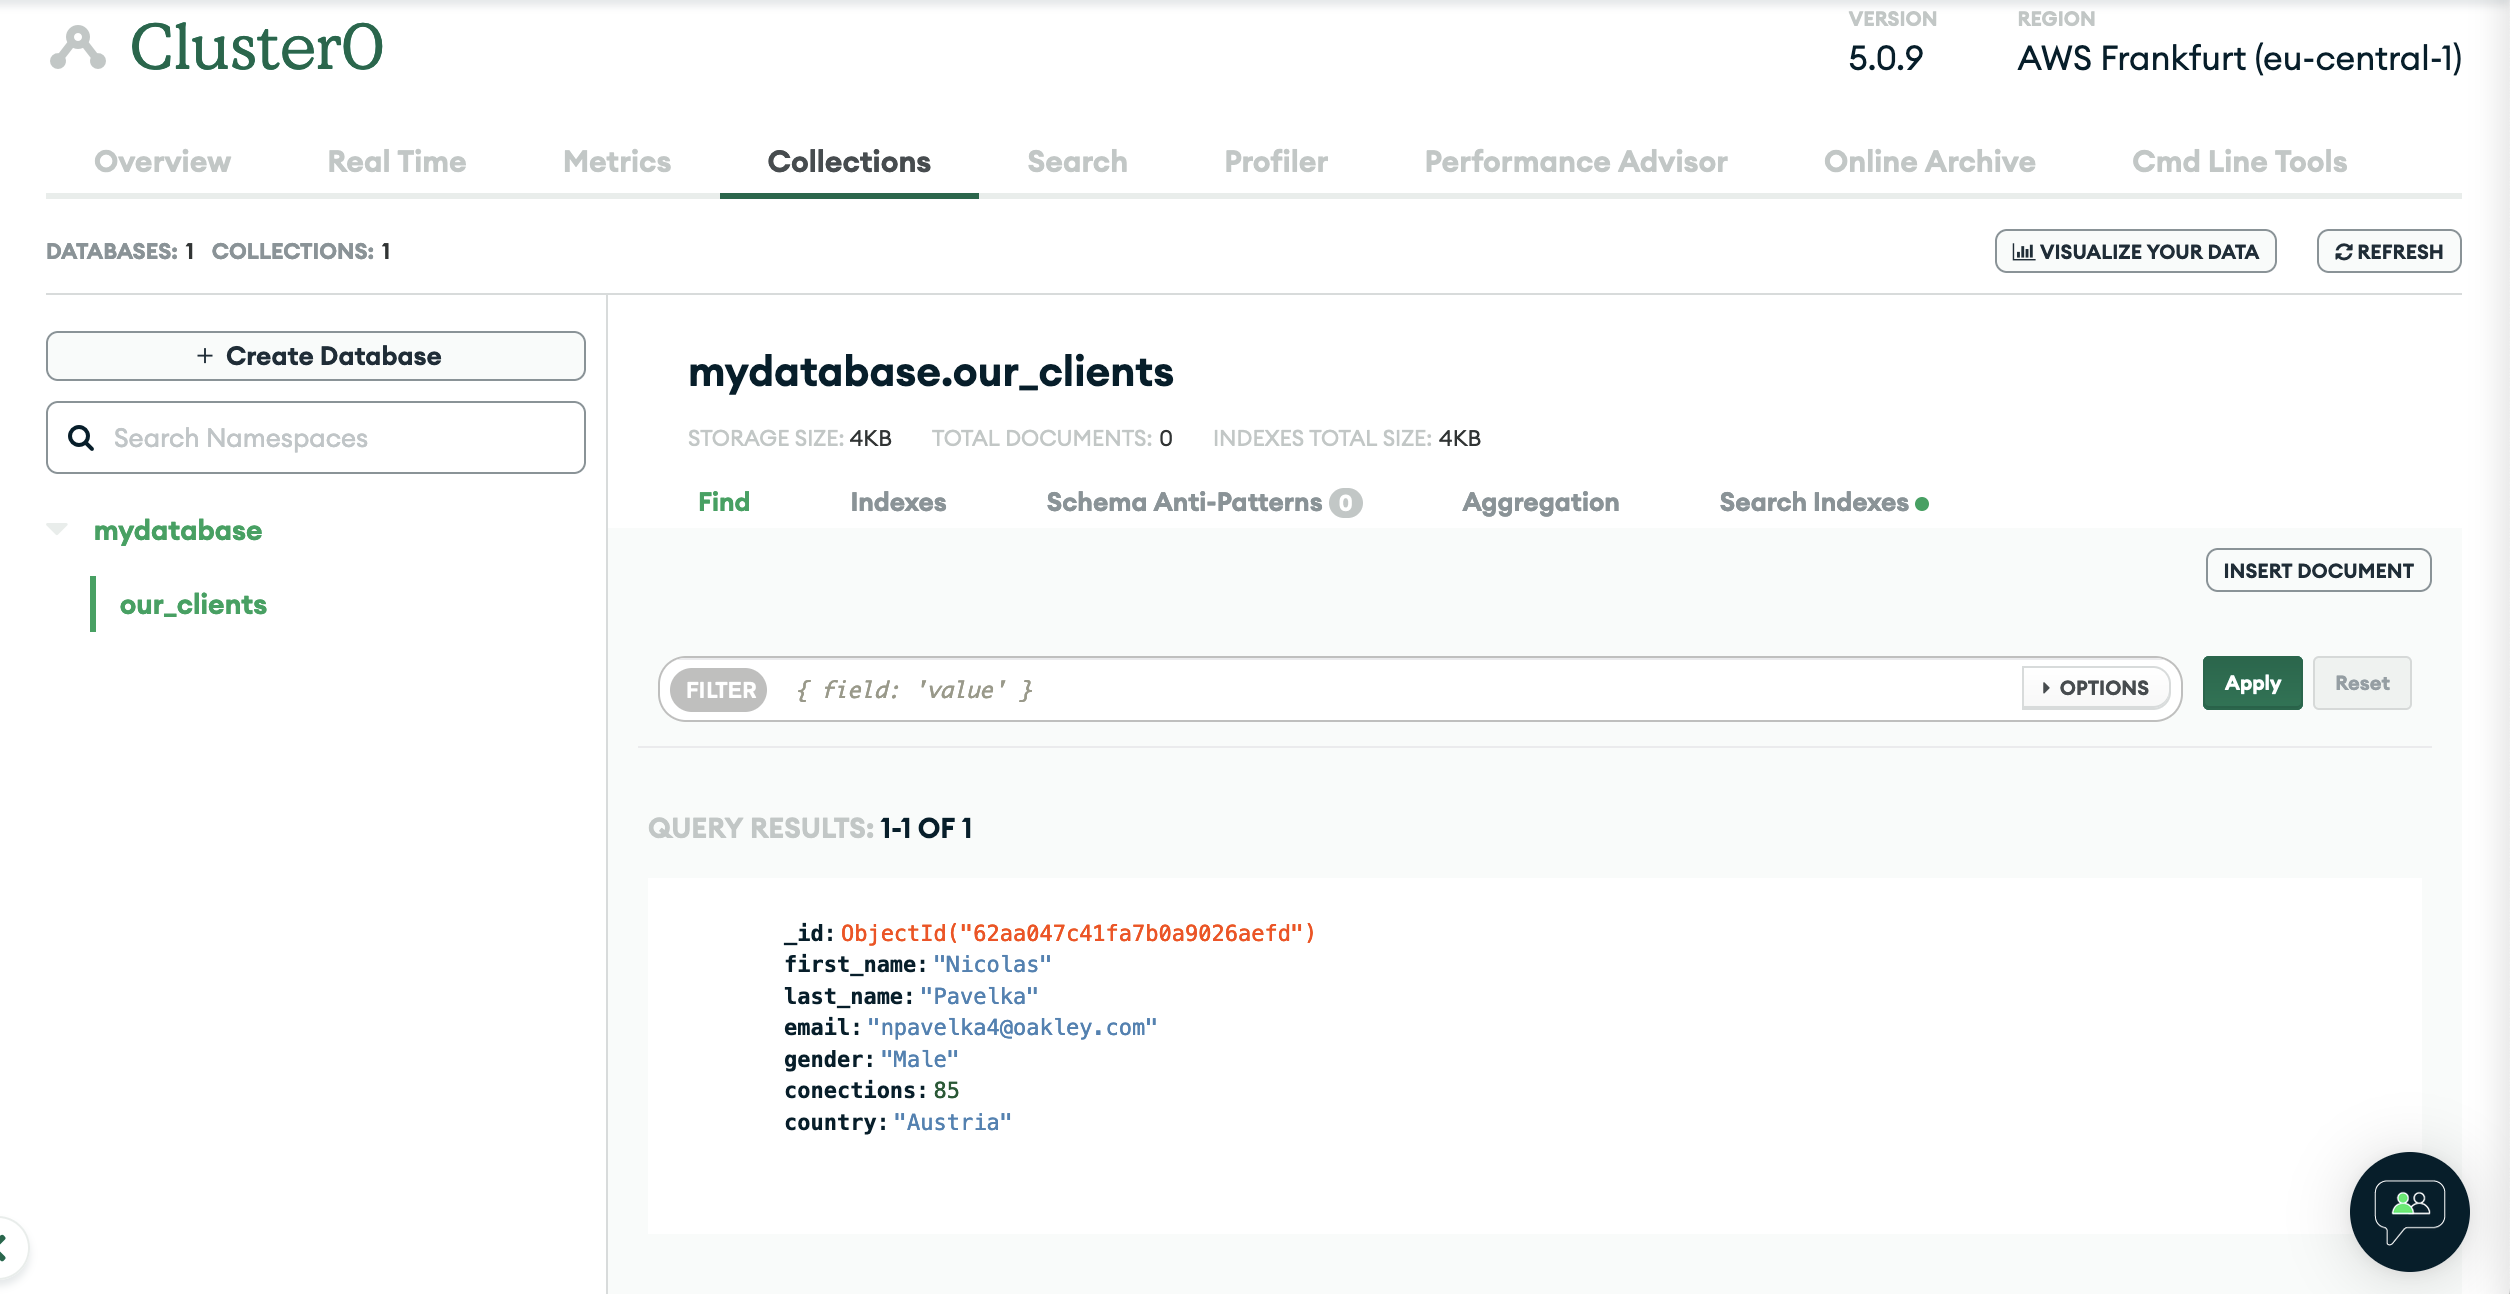 Cluster0
VERSION
5.0.9
REGION
AWS Frankfurt (eu-central-1)
Overview Real Time Metrics Collections Search Profiler Performance Advisor Online Archive Cmd Line Tools
DATABASES: 1 COLLECTIONS: 1
VISUALIZE YOUR DATA
REFRESH
+ Create Database
Search Namespaces
mydatabase
our_clients
mydatabase.our_clients
STORAGE SIZE: 4KB TOTAL DOCUMENTS: 0 INDEXES TOTAL SIZE: 4KB
Find Indexes Schema Anti-Patterns 0 Aggregation Search Indexes
INSERT DOCUMENT
FILTER { field: 'value' } OPTIONS Apply Reset
QUERY RESULTS: 1-1 OF 1
_id: ObjectId("62aa047c41fa7b0a9026aefd")
first_name: "Nicolas"
last_name: "Pavelka"
email: "npavelka4@oakley.com"
gender: "Male"
conections: 85
country: "Austria"